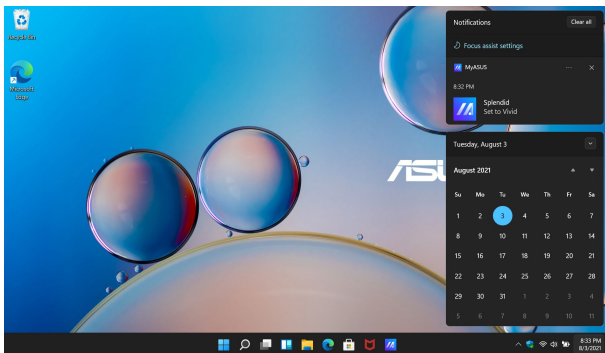 Recycle Bin
Microsoft
Edge
Notifications
Clear all
Focus assist settings
MyASUS
8:32 PM
Splendid
Set to Vivid
Tuesday, August 3
August 2021
Su Mo Tu We Th Fr Sa
1 2 3 4 5 6 7
8 9 10 11 12 13 14
15 16 17 18 19 20 21
22 23 24 25 26 27 28
29 30 31 1 2 3 4
5 6 7 8 9 10 11
8:33 PM
8/3/2021